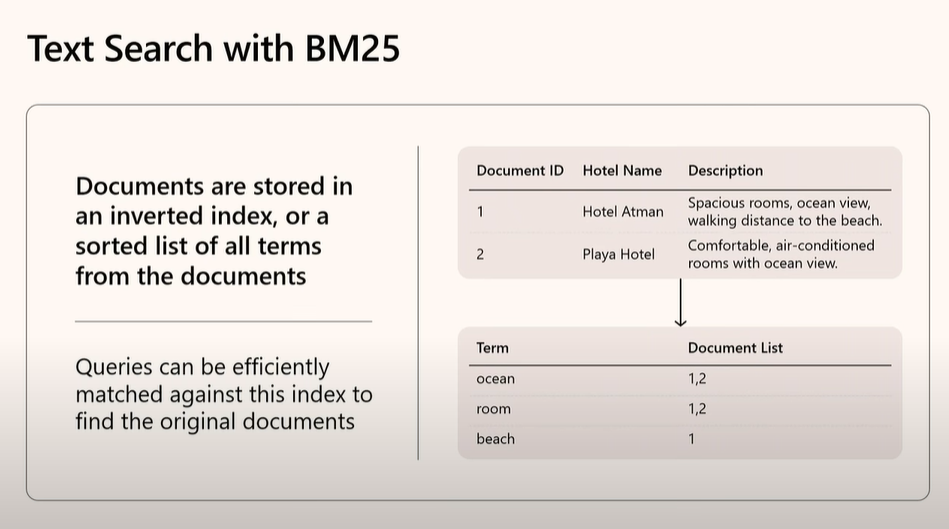 Text Search with BM25
Documents are stored in
an inverted index, or a
sorted list of all terms
from the documents
Queries can be efficiently
matched against this index to
find the original documents
Document ID Hotel Name Description
1 Hotel Atman Spacious rooms, ocean view,
walking distance to the beach.
2 Playa Hotel Comfortable, air-conditioned
rooms with ocean view.
Term Document List
ocean 1,2
room 1,2
beach 1